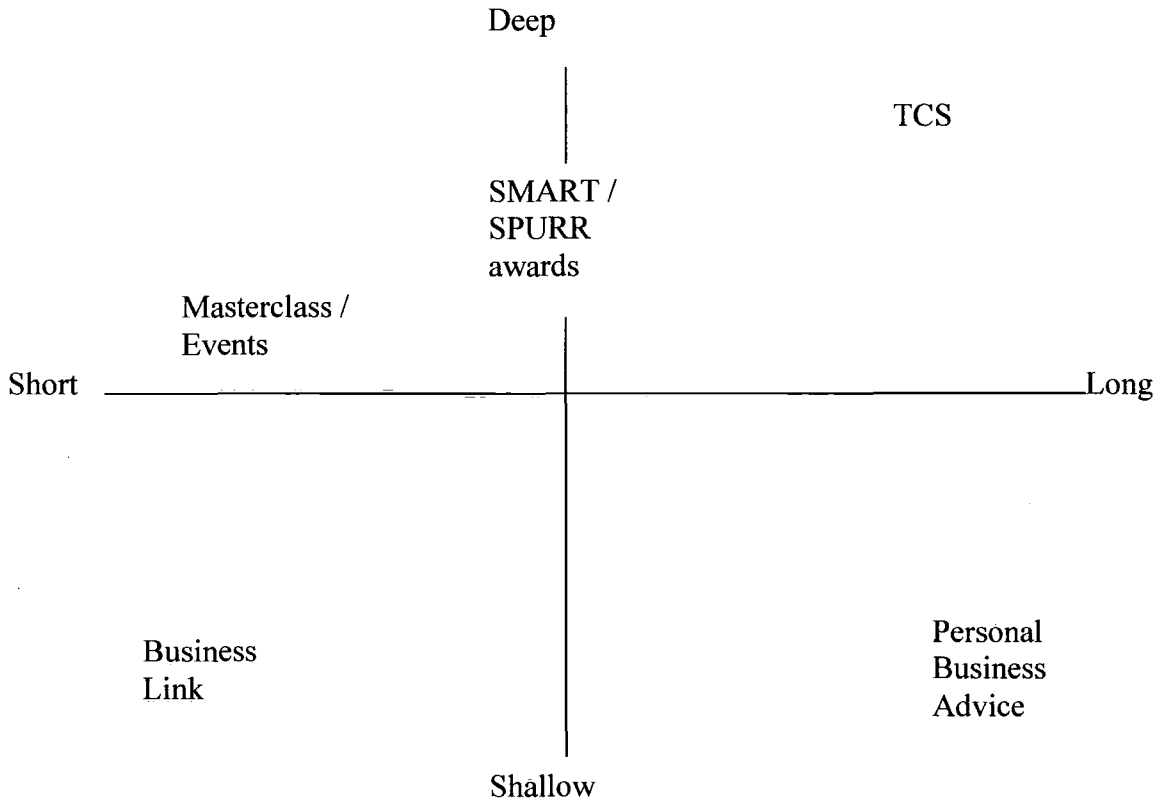 Deep
TCS
SMART /
SPURR
awards
Masterclass /
Events
Short
Long
Business
Link
Personal
Business
Advice
Shallow